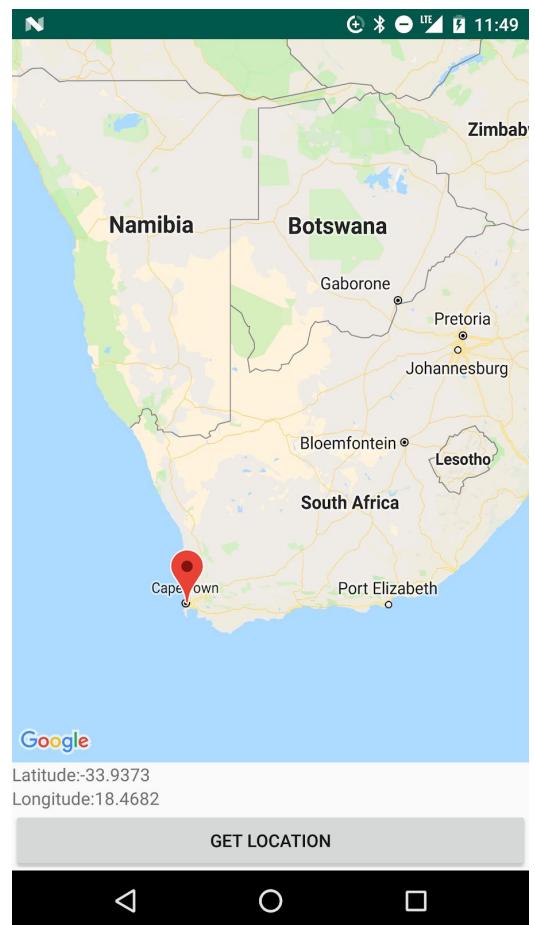 LTE 11:49
Zimbab
Namibia
Botswana
Gaborone
Pretoria
Johannesburg
Bloemfontein
Lesotho
South Africa
Cape Town
Port Elizabeth
Google
Latitude:-33.9373
Longitude:18.4682
GET LOCATION